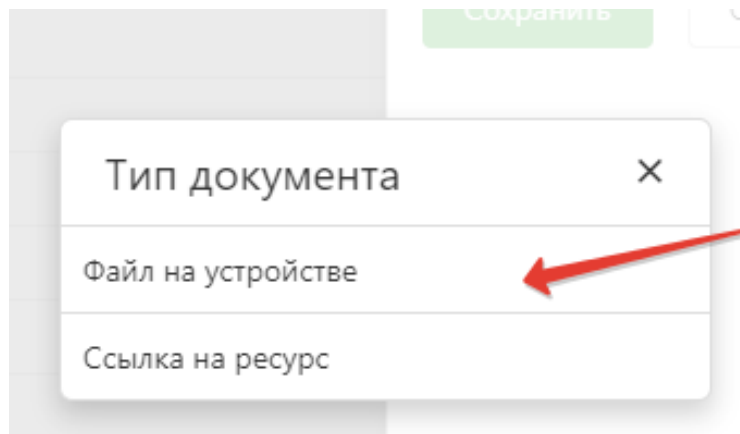 Сохранить
Тип документа
Файл на устройстве
Ссылка на ресурс